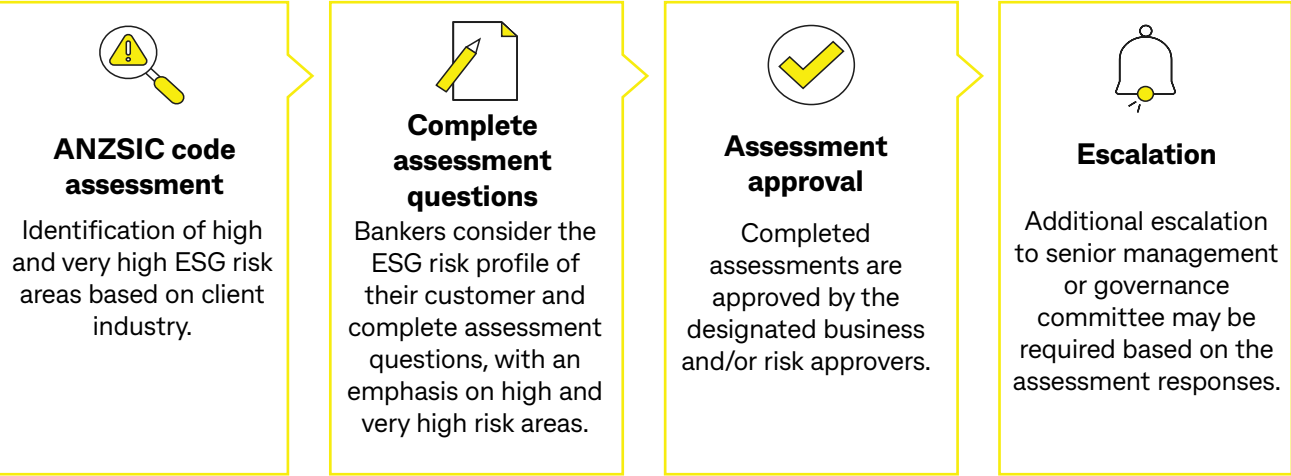 ANZSIC code
assessment
Identification of high
and very high ESG risk
areas based on client
industry.
Complete
assessment
questions
Bankers consider the
ESG risk profile of
their customer and
complete assessment
questions, with an
emphasis on high and
very high risk areas.
Assessment
approval
Completed
assessments are
approved by the
designated business
and/or risk approvers.
Escalation
Additional escalation
to senior management
or governance
committee may be
required based on the
assessment responses.